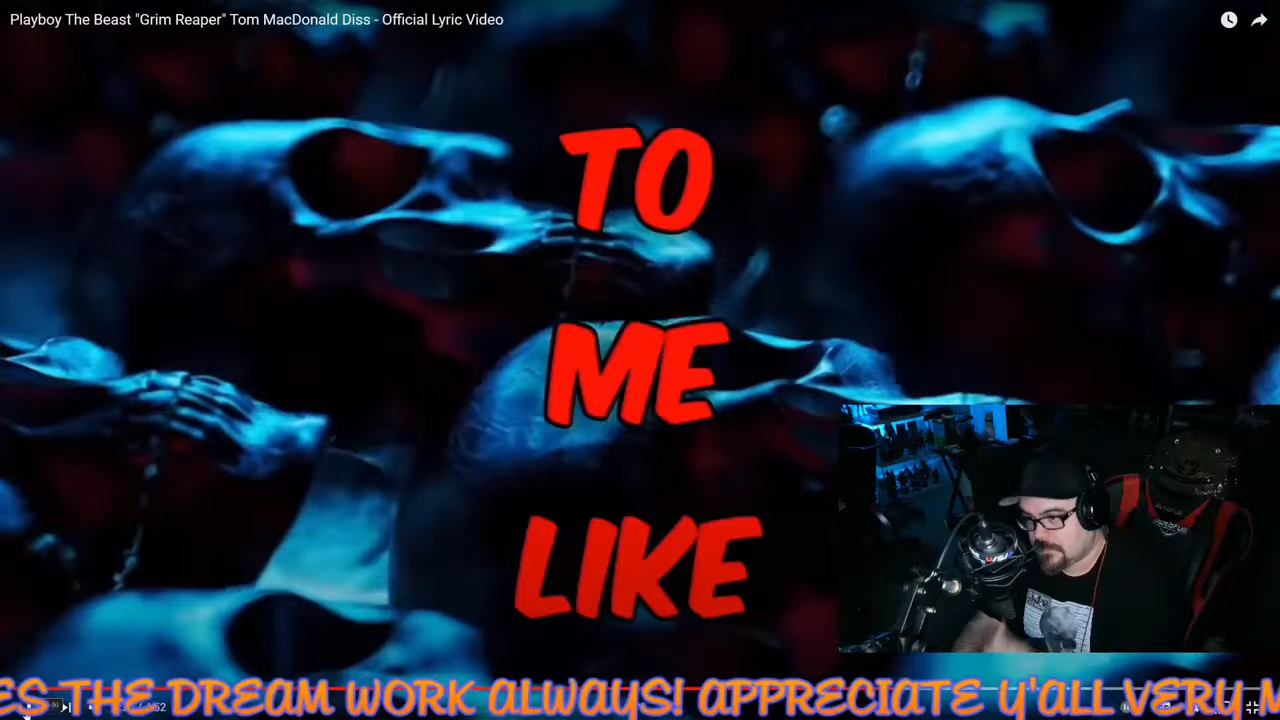 Playboy The Beast "Grim Reaper" Tom MacDonald Diss - Official Lyric Video
TO
ME
LIKE
ES THE DREAM WORK ALWAYS! APPRECIATE Y'ALL VERY M